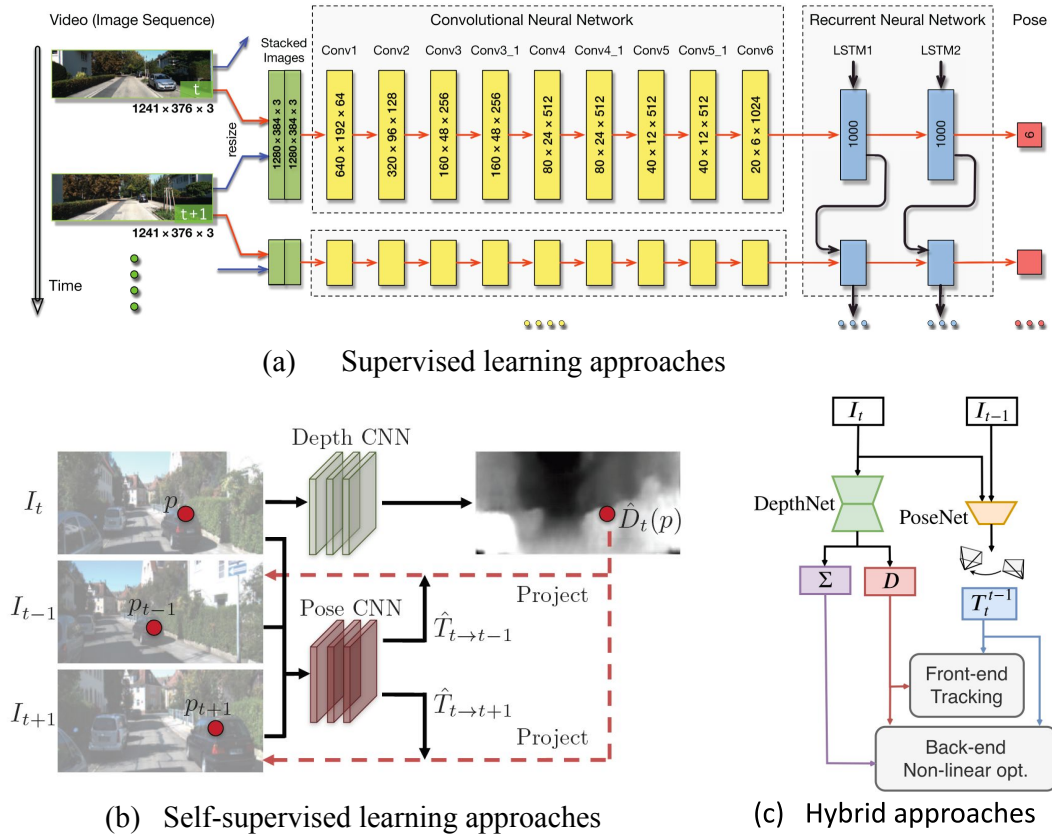 Video (Image Sequence)
Convolutional Neural Network
Recurrent Neural Network
Pose
Stacked
Images
Conv1 Conv2 Conv3 Conv3_1 Conv4 Conv4_1 Conv5 Conv5_1 Conv6
LSTM1 LSTM2
t
1241 × 376 × 3
resize
1280 × 384 × 3
1280 × 384 × 3
640 × 192 × 64
320 × 96 × 128
160 × 48 × 256
160 × 48 × 256
80 × 24 × 512
80 × 24 × 512
40 × 12 × 512
40 × 12 × 512
20 × 6 × 1024
1000
1000
6
t+1
1241 × 376 × 3
Time
(a) Supervised learning approaches
Depth CNN
I_t
p
D̂_t(p)
I_{t−1}
p_{t−1}
Project
Pose CNN
T̂_{t→t−1}
I_{t+1}
p_{t+1}
T̂_{t→t+1}
Project
(b) Self-supervised learning approaches
I_t I_{t−1}
DepthNet
PoseNet
Σ D
T_t^{t−1}
Front-end
Tracking
Back-end
Non-linear opt.
(c) Hybrid approaches